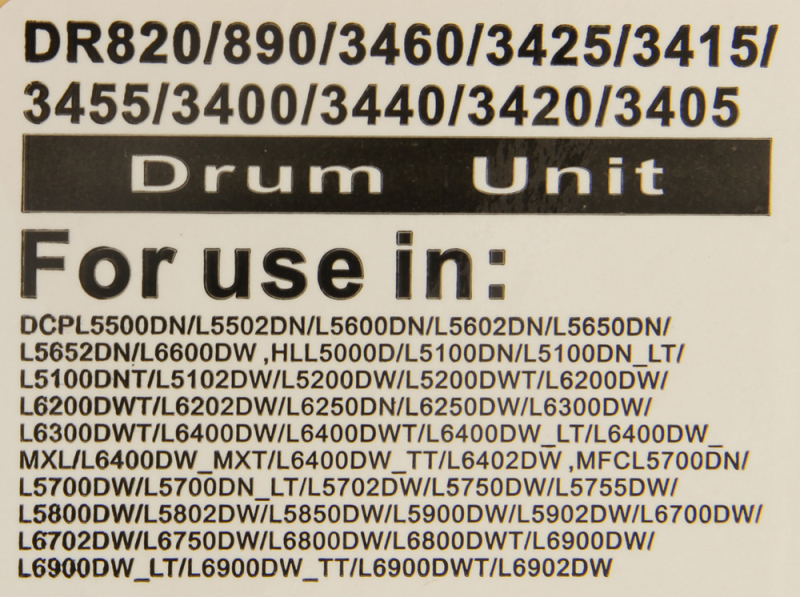 DR820/890/3460/3425/3415/
3455/3400/3440/3420/3405
Drum Unit
For use in:
DCPL5500DN/L5502DN/L5600DN/L5602DN/L5650DN/
L5652DN/L6600DW ,HLL5000D/L5100DN/L5100DN_LT/
L5100DNT/L5102DW/L5200DW/L5200DWT/L6200DW/
L6200DWT/L6202DW/L6250DN/L6250DW/L6300DW/
L6300DWT/L6400DW/L6400DWT/L6400DW_LT/L6400DW_
MXL/L6400DW_MXT/L6400DW_TT/L6402DW ,MFCL5700DN/
L5700DW/L5700DN_LT/L5702DW/L5750DW/L5755DW/
L5800DW/L5802DW/L5850DW/L5900DW/L5902DW/L6700DW/
L6702DW/L6750DW/L6800DW/L6800DWT/L6900DW/
L6900DW_LT/L6900DW_TT/L6900DWT/L6902DW